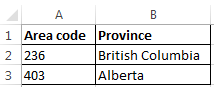 A B
1 Area code Province
2 236 British Columbia
3 403 Alberta